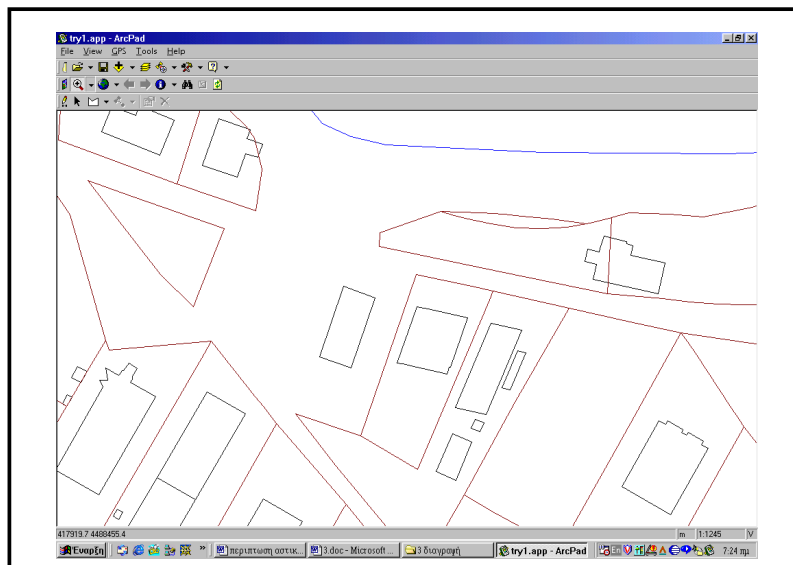 try1.app - ArcPad
File View GPS Tools Help
417919.7 4488455.4 m 1:1245 V
Έναρξη » περιπτωση αστικ... 3.doc - Microsoft ... 3 διαγραφή try1.app - ArcPad En 7:24 πμ